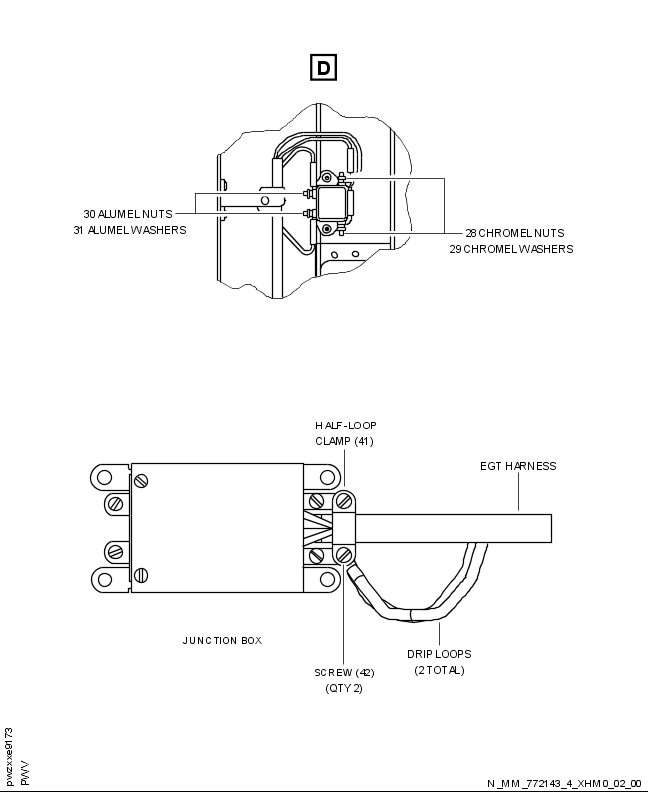 D
30 ALUMEL NUTS
31 ALUMEL WASHERS
28 CHROMEL NUTS
29 CHROMEL WASHERS
HALF-LOOP
CLAMP (41)
EGT HARNESS
JUNCTION BOX
DRIP LOOPS
(2 TOTAL)
SCREW (42)
(QTY 2)
pwzxxe9173
PWV
N_MM_772143_4_XHM0_02_00